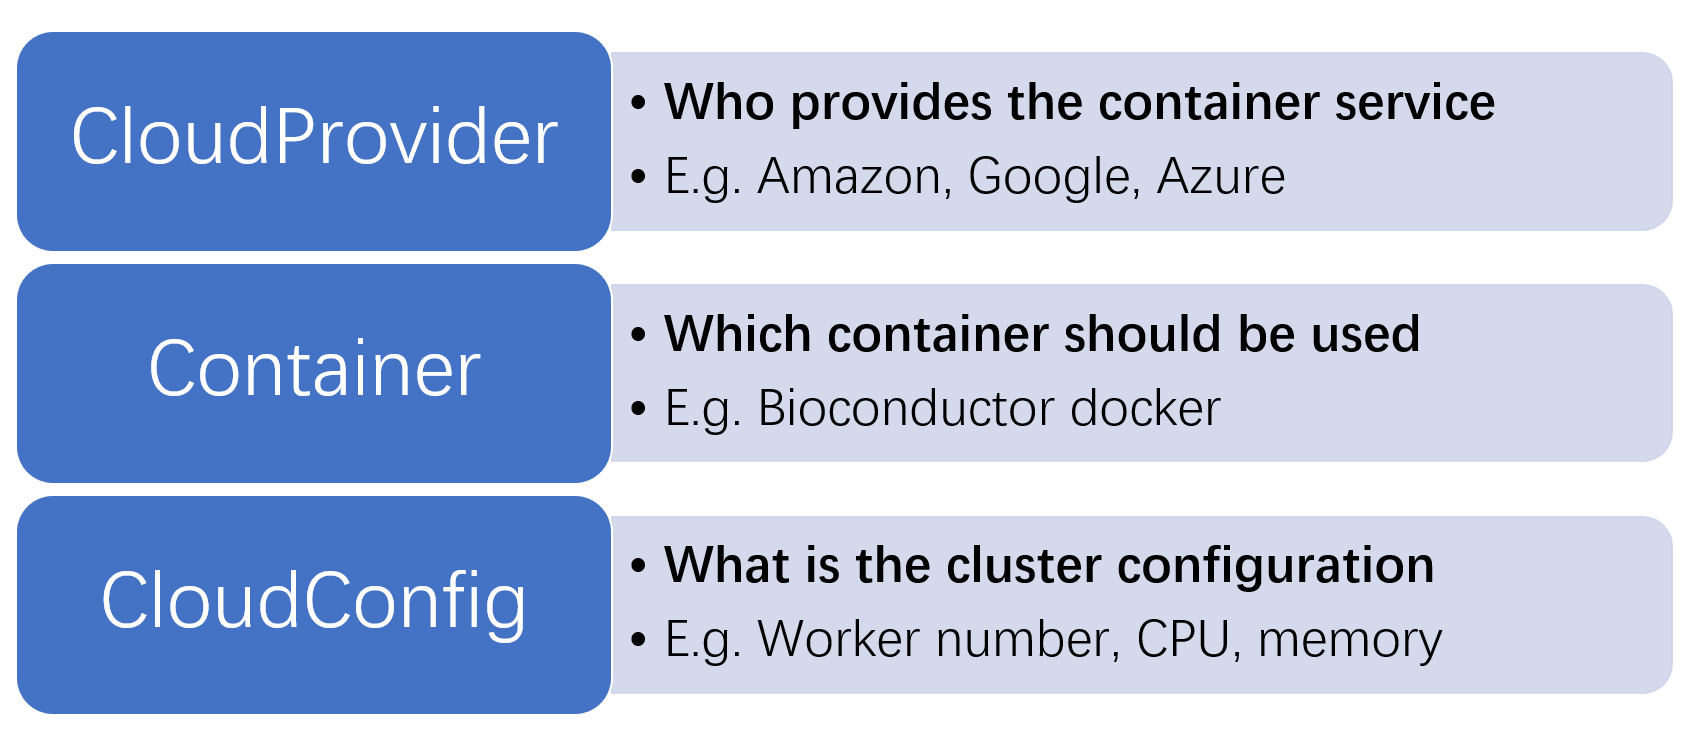 CloudProvider
• Who provides the container service
• E.g. Amazon, Google, Azure
Container
• Which container should be used
• E.g. Bioconductor docker
CloudConfig
• What is the cluster configuration
• E.g. Worker number, CPU, memory